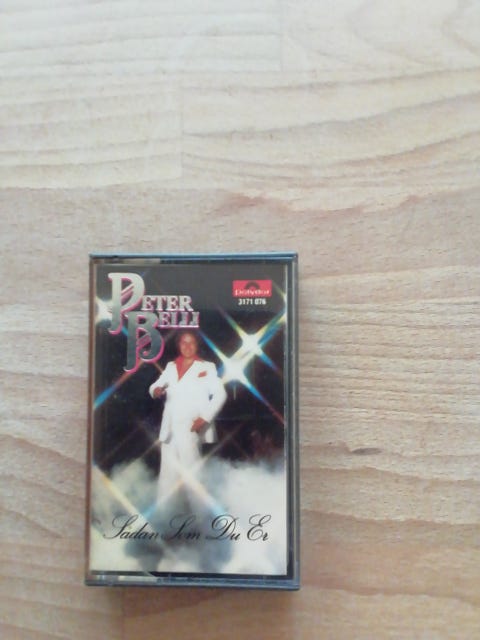 PETER
BELLI
polydor
3171 076
Sådan Som Du Er